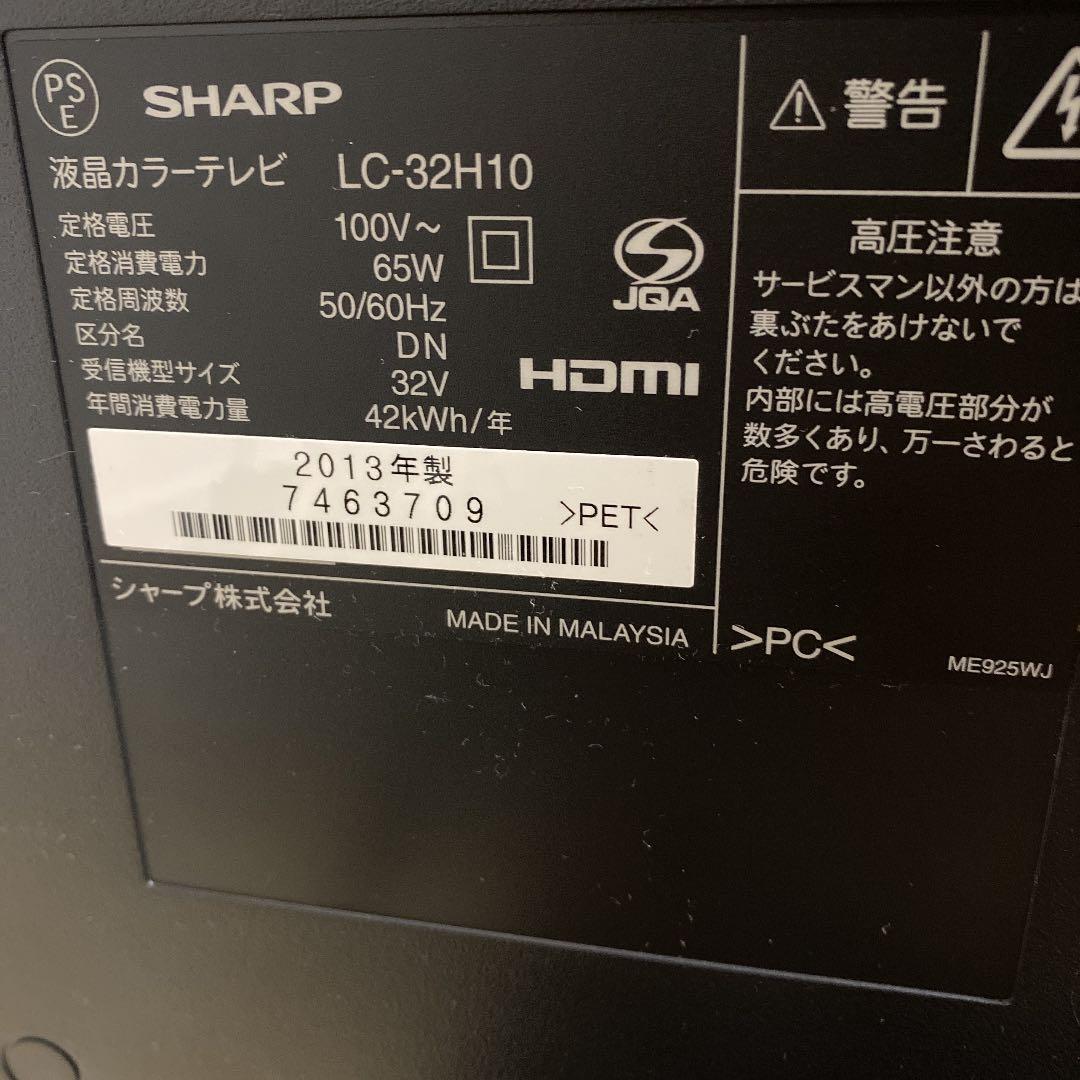 PS
E
SHARP
液晶カラーテレビ LC-32H10
定格電圧 100V～
定格消費電力 65W
定格周波数 50/60Hz
区分名 DN
受信機型サイズ 32V
年間消費電力量 42kWh/年
JQA
HDMI
2013年製
7463709
>PET<
シャープ株式会社
MADE IN MALAYSIA
警告
高圧注意
サービスマン以外の方は
裏ぶたをあけないで
ください。
内部には高電圧部分が
数多くあり、万一さわると
危険です。
>PC<
ME925WJ